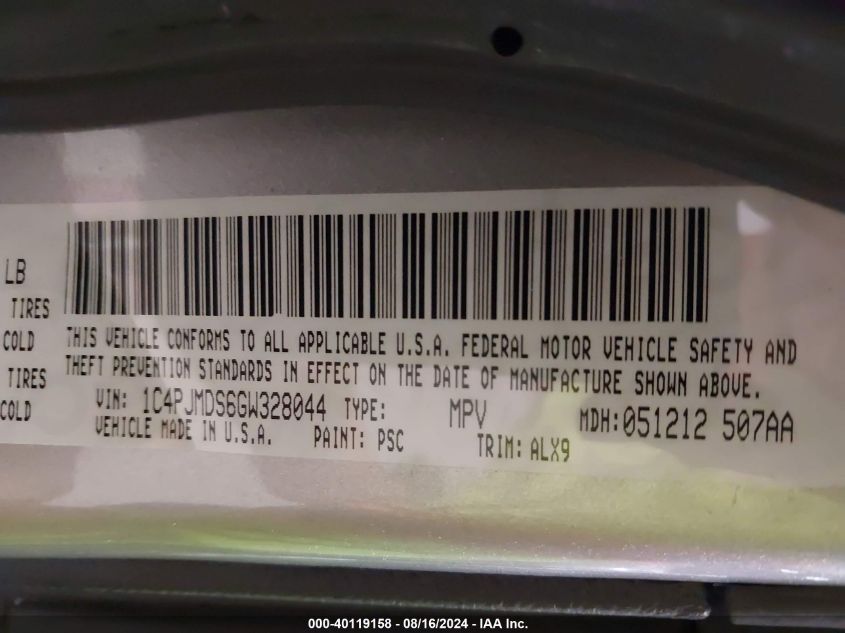 LB
TIRES
COLD
TIRES
COLD
THIS VEHICLE CONFORMS TO ALL APPLICABLE U.S.A. FEDERAL MOTOR VEHICLE SAFETY AND
THEFT PREVENTION STANDARDS IN EFFECT ON THE DATE OF MANUFACTURE SHOWN ABOVE.
VIN: 1C4PJMDS6GW328044 TYPE: MPV MDH:051212 507AA
VEHICLE MADE IN U.S.A. PAINT: PSC TRIM: ALX9
000-40119158 - 08/16/2024 - IAA Inc.